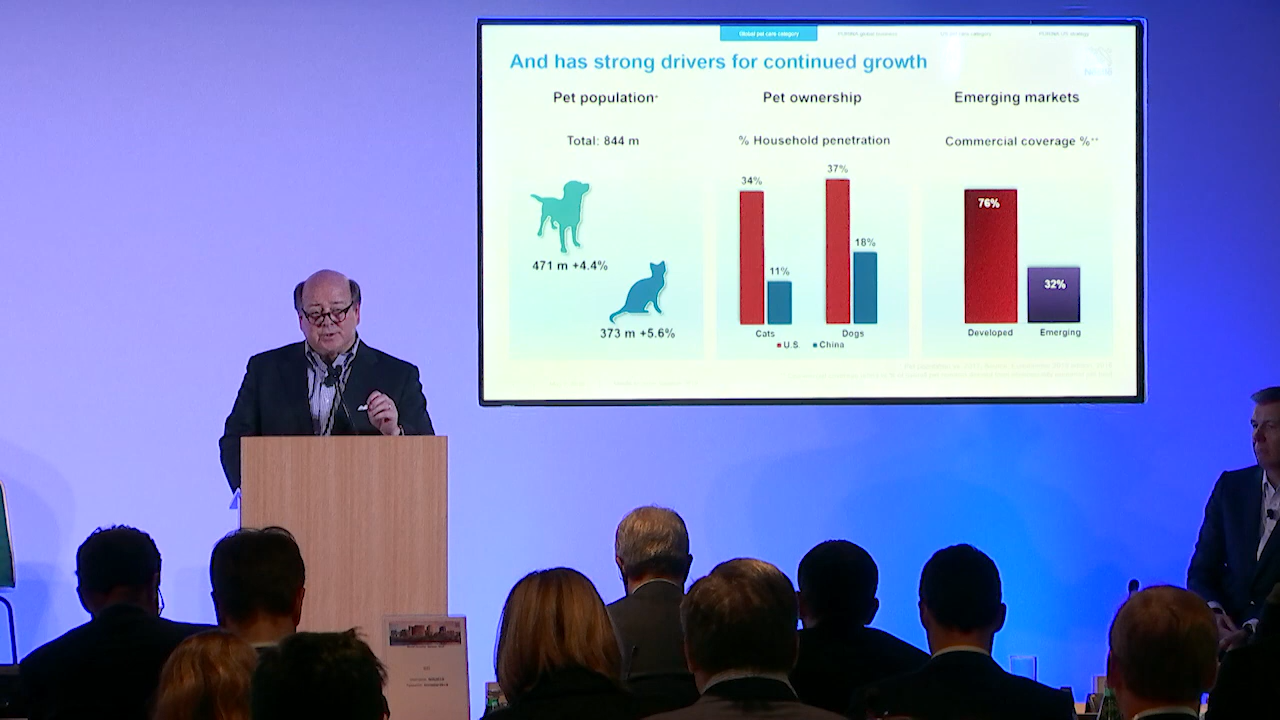 Global pet care category
And has strong drivers for continued growth
Nestlé
Pet population*
Total: 844 m
471 m +4.4%
373 m +5.6%
Pet ownership
% Household penetration
34%
11%
37%
18%
Cats
Dogs
U.S.
China
Emerging markets
Commercial coverage %**
76%
32%
Developed
Emerging